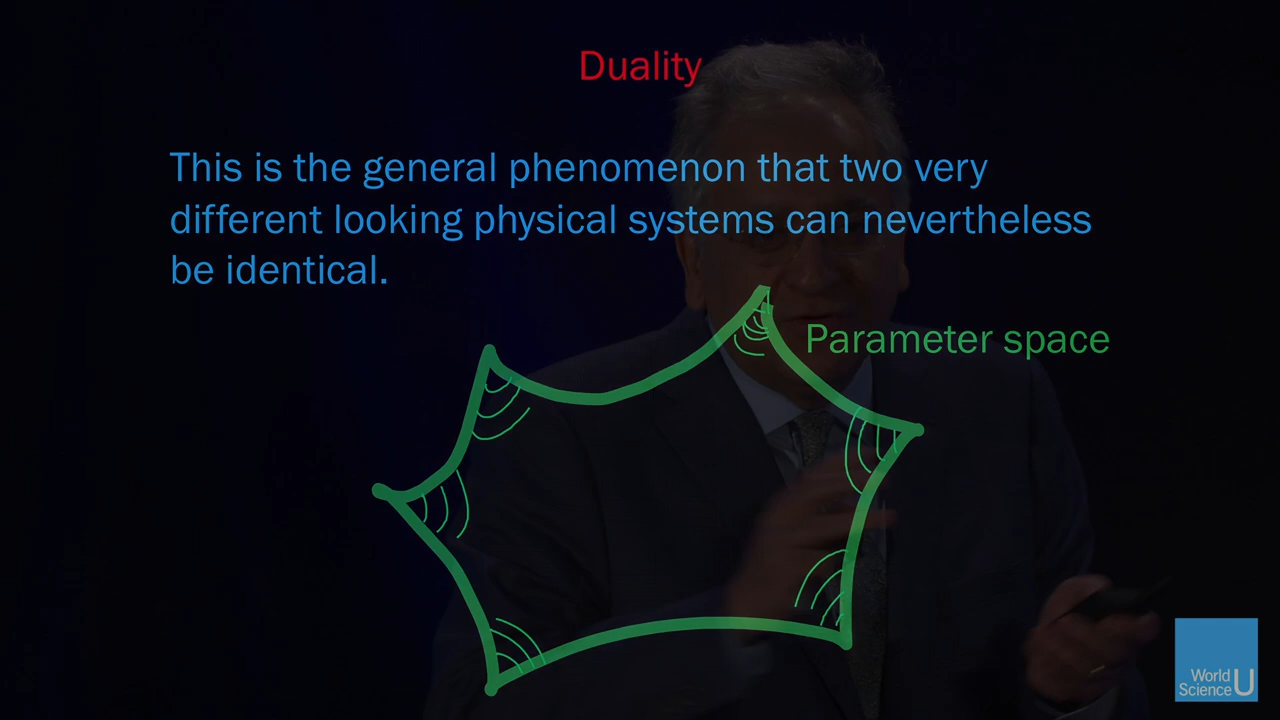 Duality
This is the general phenomenon that two very
different looking physical systems can nevertheless
be identical.
Parameter space
World
Science U